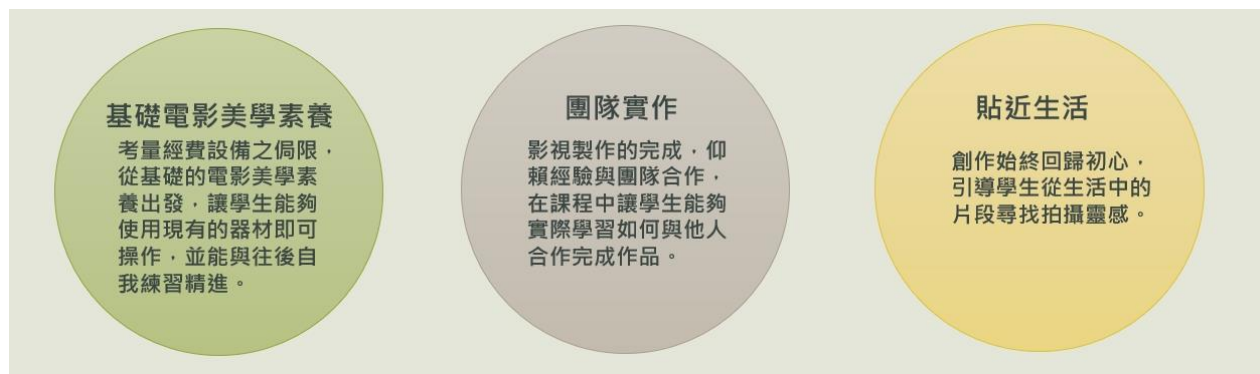 基礎電影美學素養
考量經費設備之侷限，
從基礎的電影美學素
養出發，讓學生能夠
使用現有的器材即可
操作，並能與往後自
我練習精進。
團隊實作
影視製作的完成，仰
賴經驗與團隊合作，
在課程中讓學生能夠
實際學習如何與他人
合作完成作品。
貼近生活
創作始終回歸初心，
引導學生從生活中的
片段尋找拍攝靈感。